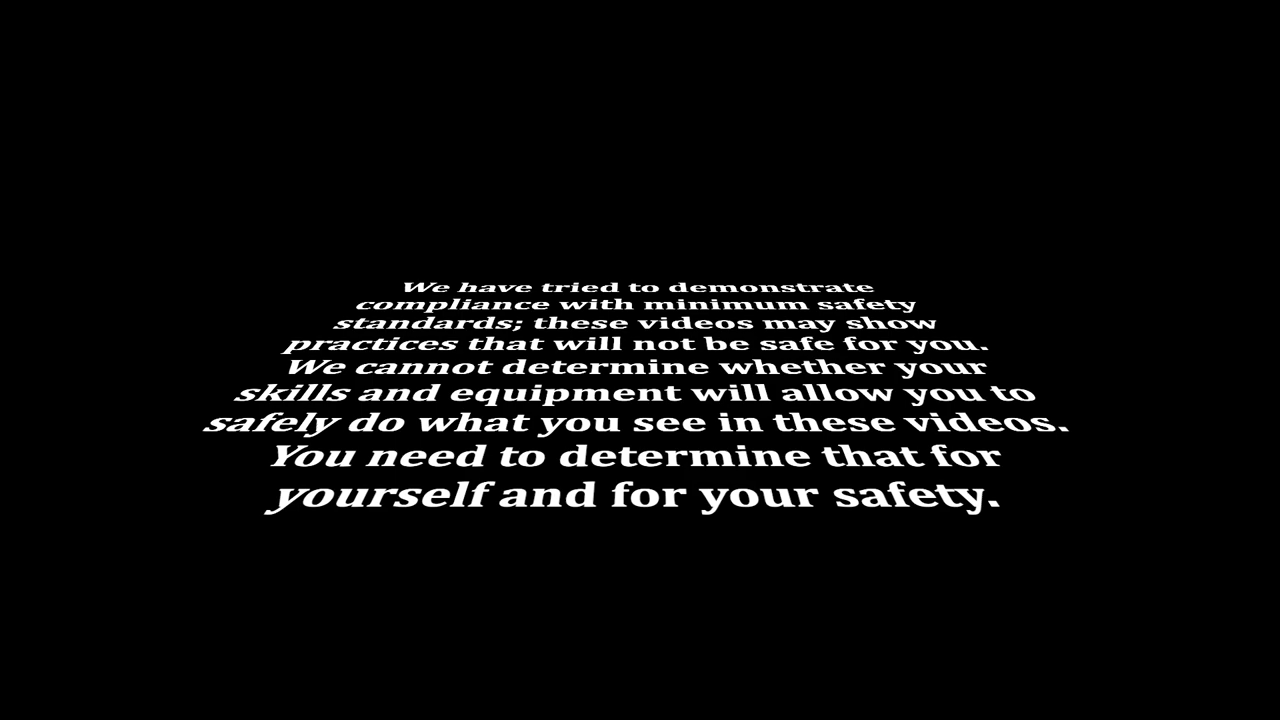 We have tried to demonstrate
compliance with minimum safety
standards; these videos may show
practices that will not be safe for you.
We cannot determine whether your
skills and equipment will allow you to
safely do what you see in these videos.
You need to determine that for
yourself and for your safety.